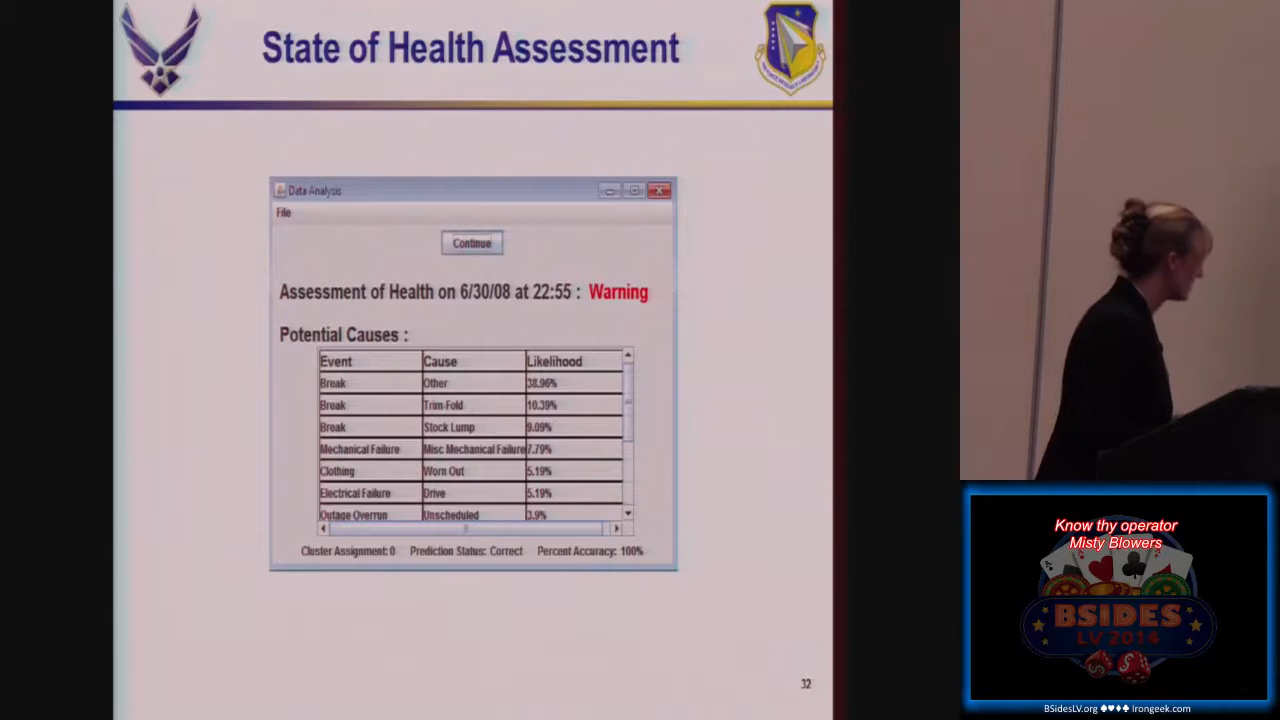 State of Health Assessment
Data Analysis
File
Continue
Assessment of Health on 6/30/08 at 22:55 : Warning
Potential Causes :
Event Cause Likelihood
Break Other 38.96%
Break Trim-Fold 10.39%
Break Stock Lump 9.09%
Mechanical Failure Misc Mechanical Failure 7.79%
Clothing Worn Out 5.19%
Electrical Failure Drive 5.19%
Outage Overrun Unscheduled 3.9%
Cluster Assignment: 0 Prediction Status: Correct Percent Accuracy: 100%
32
Know thy operator
Misty Blowers
BSIDES
LV 2014
BSidesLV.org ♠♥♦♣ Irongeek.com